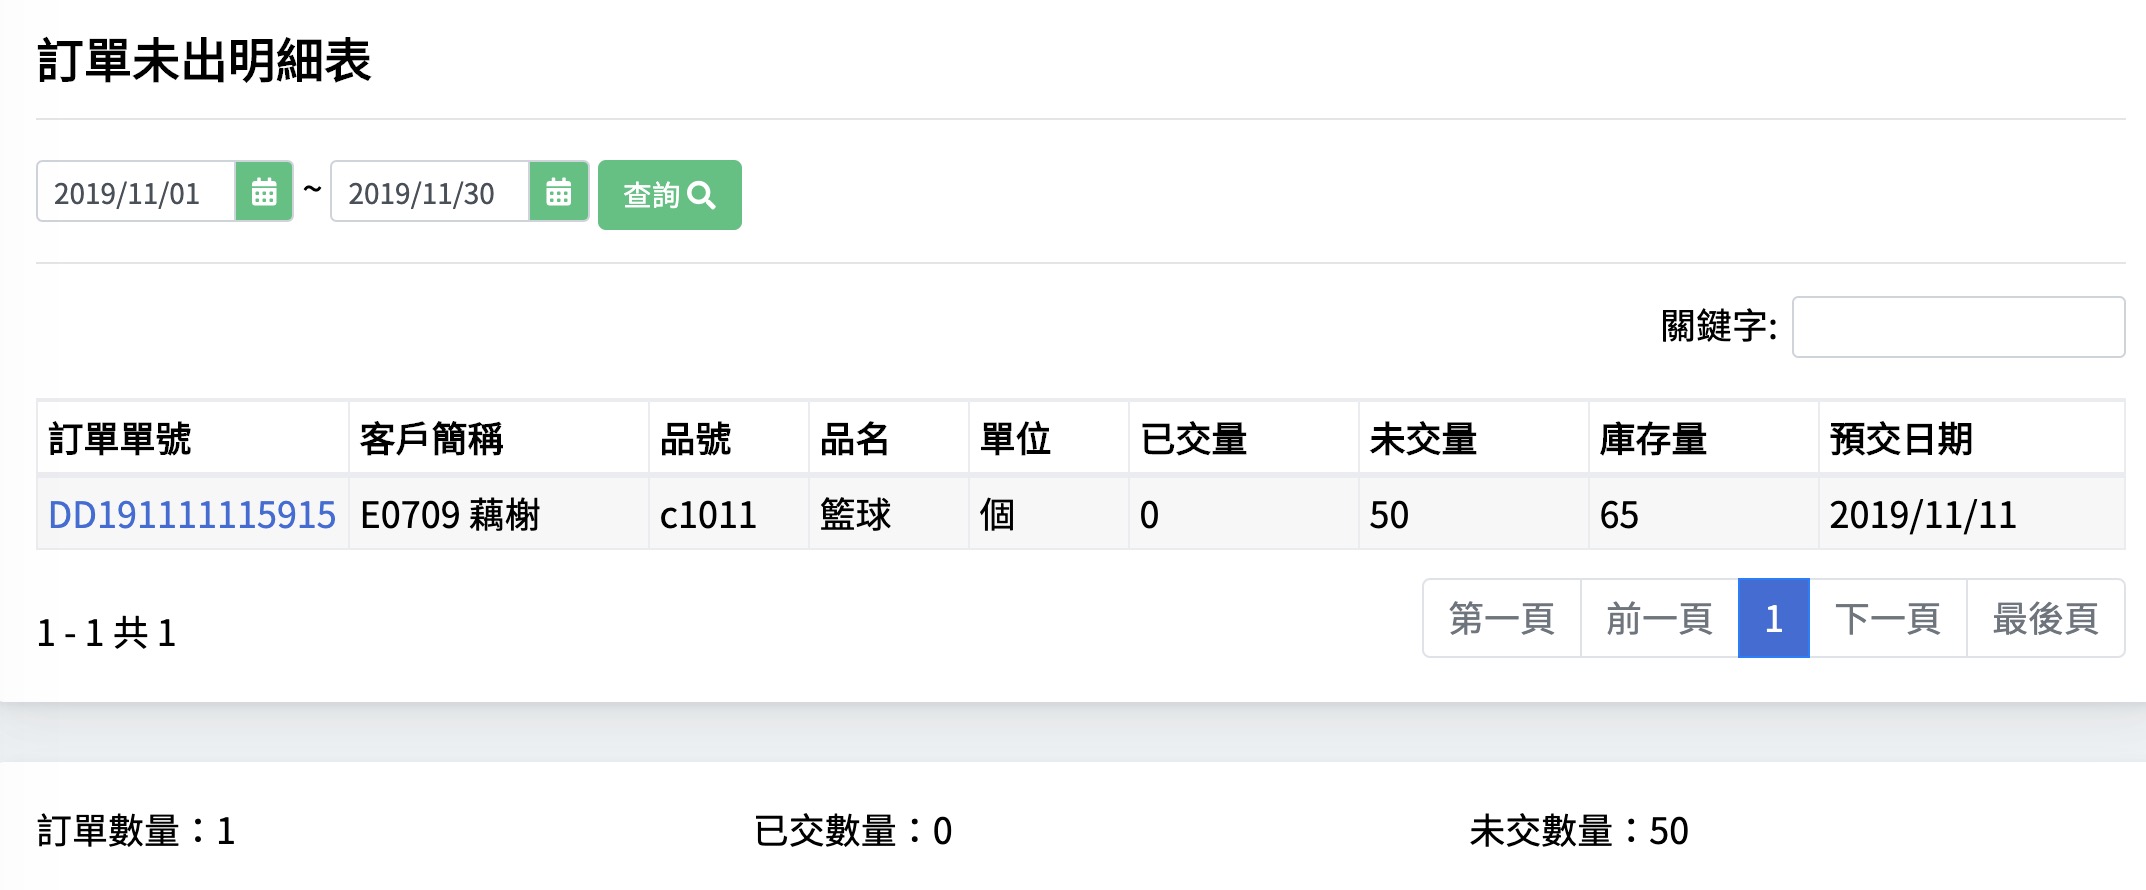 訂單未出明細表
2019/11/01 ~ 2019/11/30 查詢
關鍵字:
訂單單號 客戶簡稱 品號 品名 單位 已交量 未交量 庫存量 預交日期
DD191111115915 E0709 藕榭 c1011 籃球 個 0 50 65 2019/11/11
1 - 1 共 1 第一頁 前一頁 1 下一頁 最後頁
訂單數量：1 已交數量：0 未交數量：50